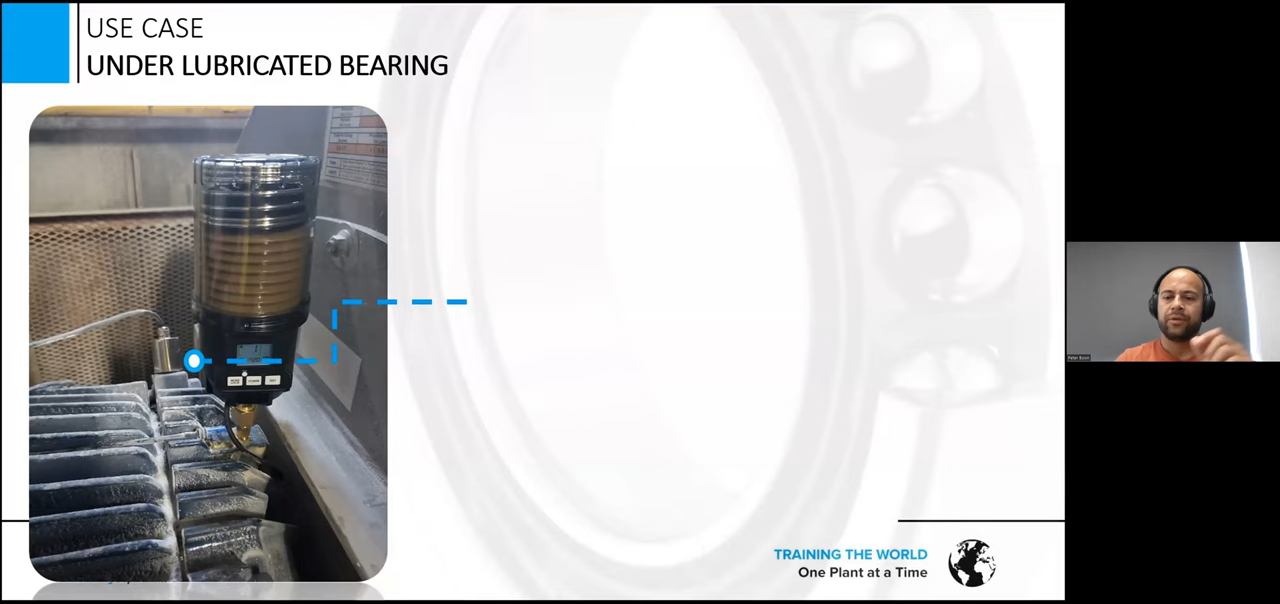 USE CASE
UNDER LUBRICATED BEARING
TRAINING THE WORLD
One Plant at a Time